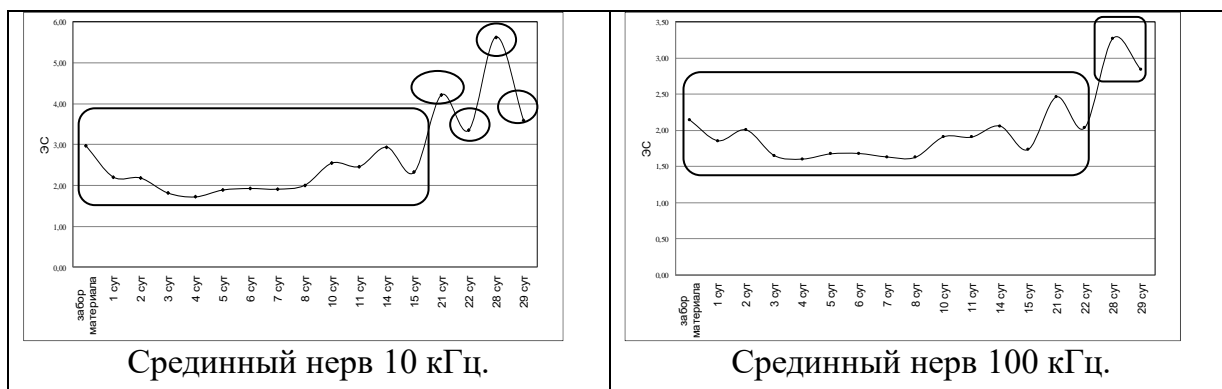 6,00
5,00
4,00
3,00
2,00
1,00
0,00
ЭС
забор материала
1 сут
2 сут
3 сут
4 сут
5 сут
6 сут
7 сут
8 сут
10 сут
11 сут
14 сут
15 сут
21 сут
22 сут
28 сут
29 сут
Срединный нерв 10 кГц.
3,50
3,00
2,50
2,00
1,50
1,00
0,50
0,00
ЭС
забор материала
1 сут
2 сут
3 сут
4 сут
5 сут
6 сут
7 сут
8 сут
10 сут
11 сут
14 сут
15 сут
21 сут
22 сут
28 сут
29 сут
Срединный нерв 100 кГц.